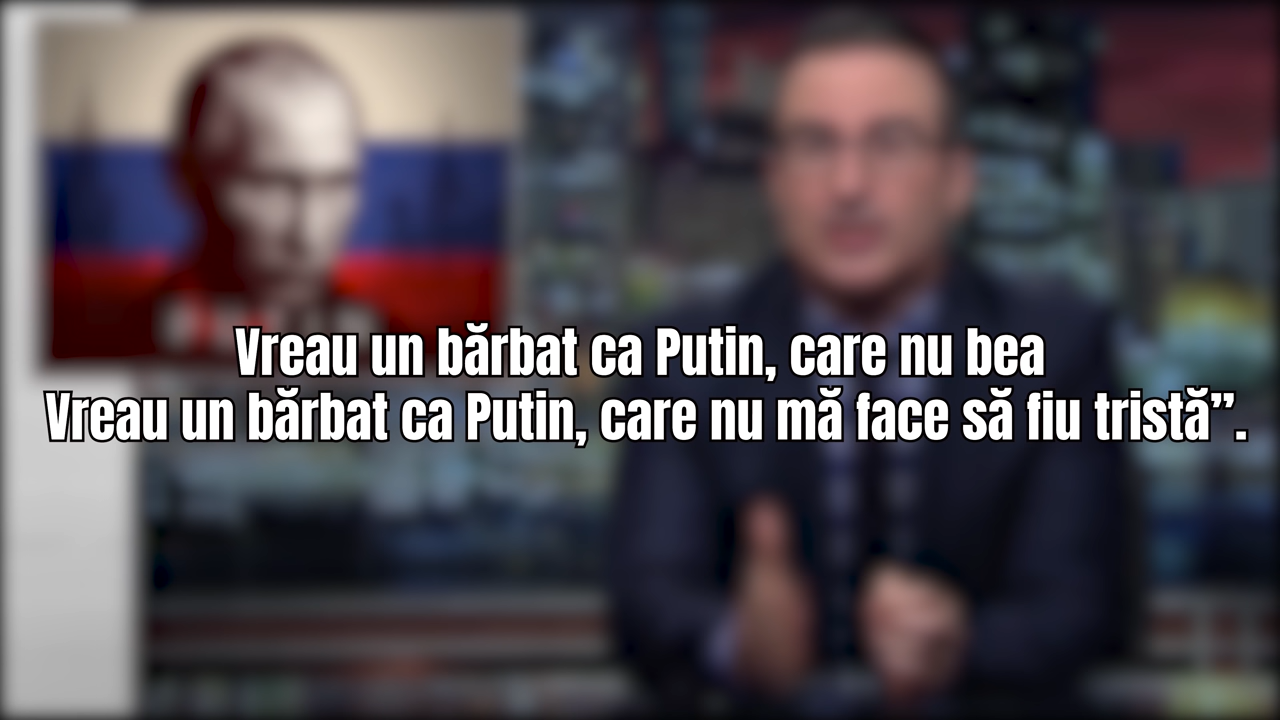 Vreau un bărbat ca Putin, care nu bea
Vreau un bărbat ca Putin, care nu mă face să fiu tristă”.